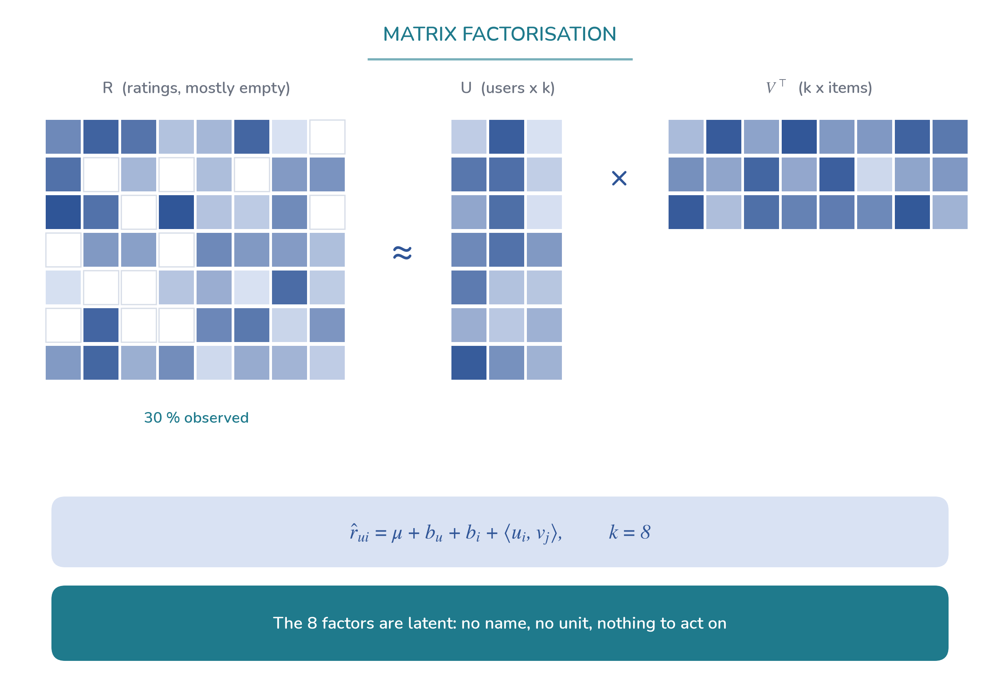 MATRIX FACTORISATION
R (ratings, mostly empty)
U (users x k)
V⊤ (k x items)
≈
×
30 % observed
r̂ui = μ + bu + bi + ⟨ui, vj⟩, k = 8
The 8 factors are latent: no name, no unit, nothing to act on